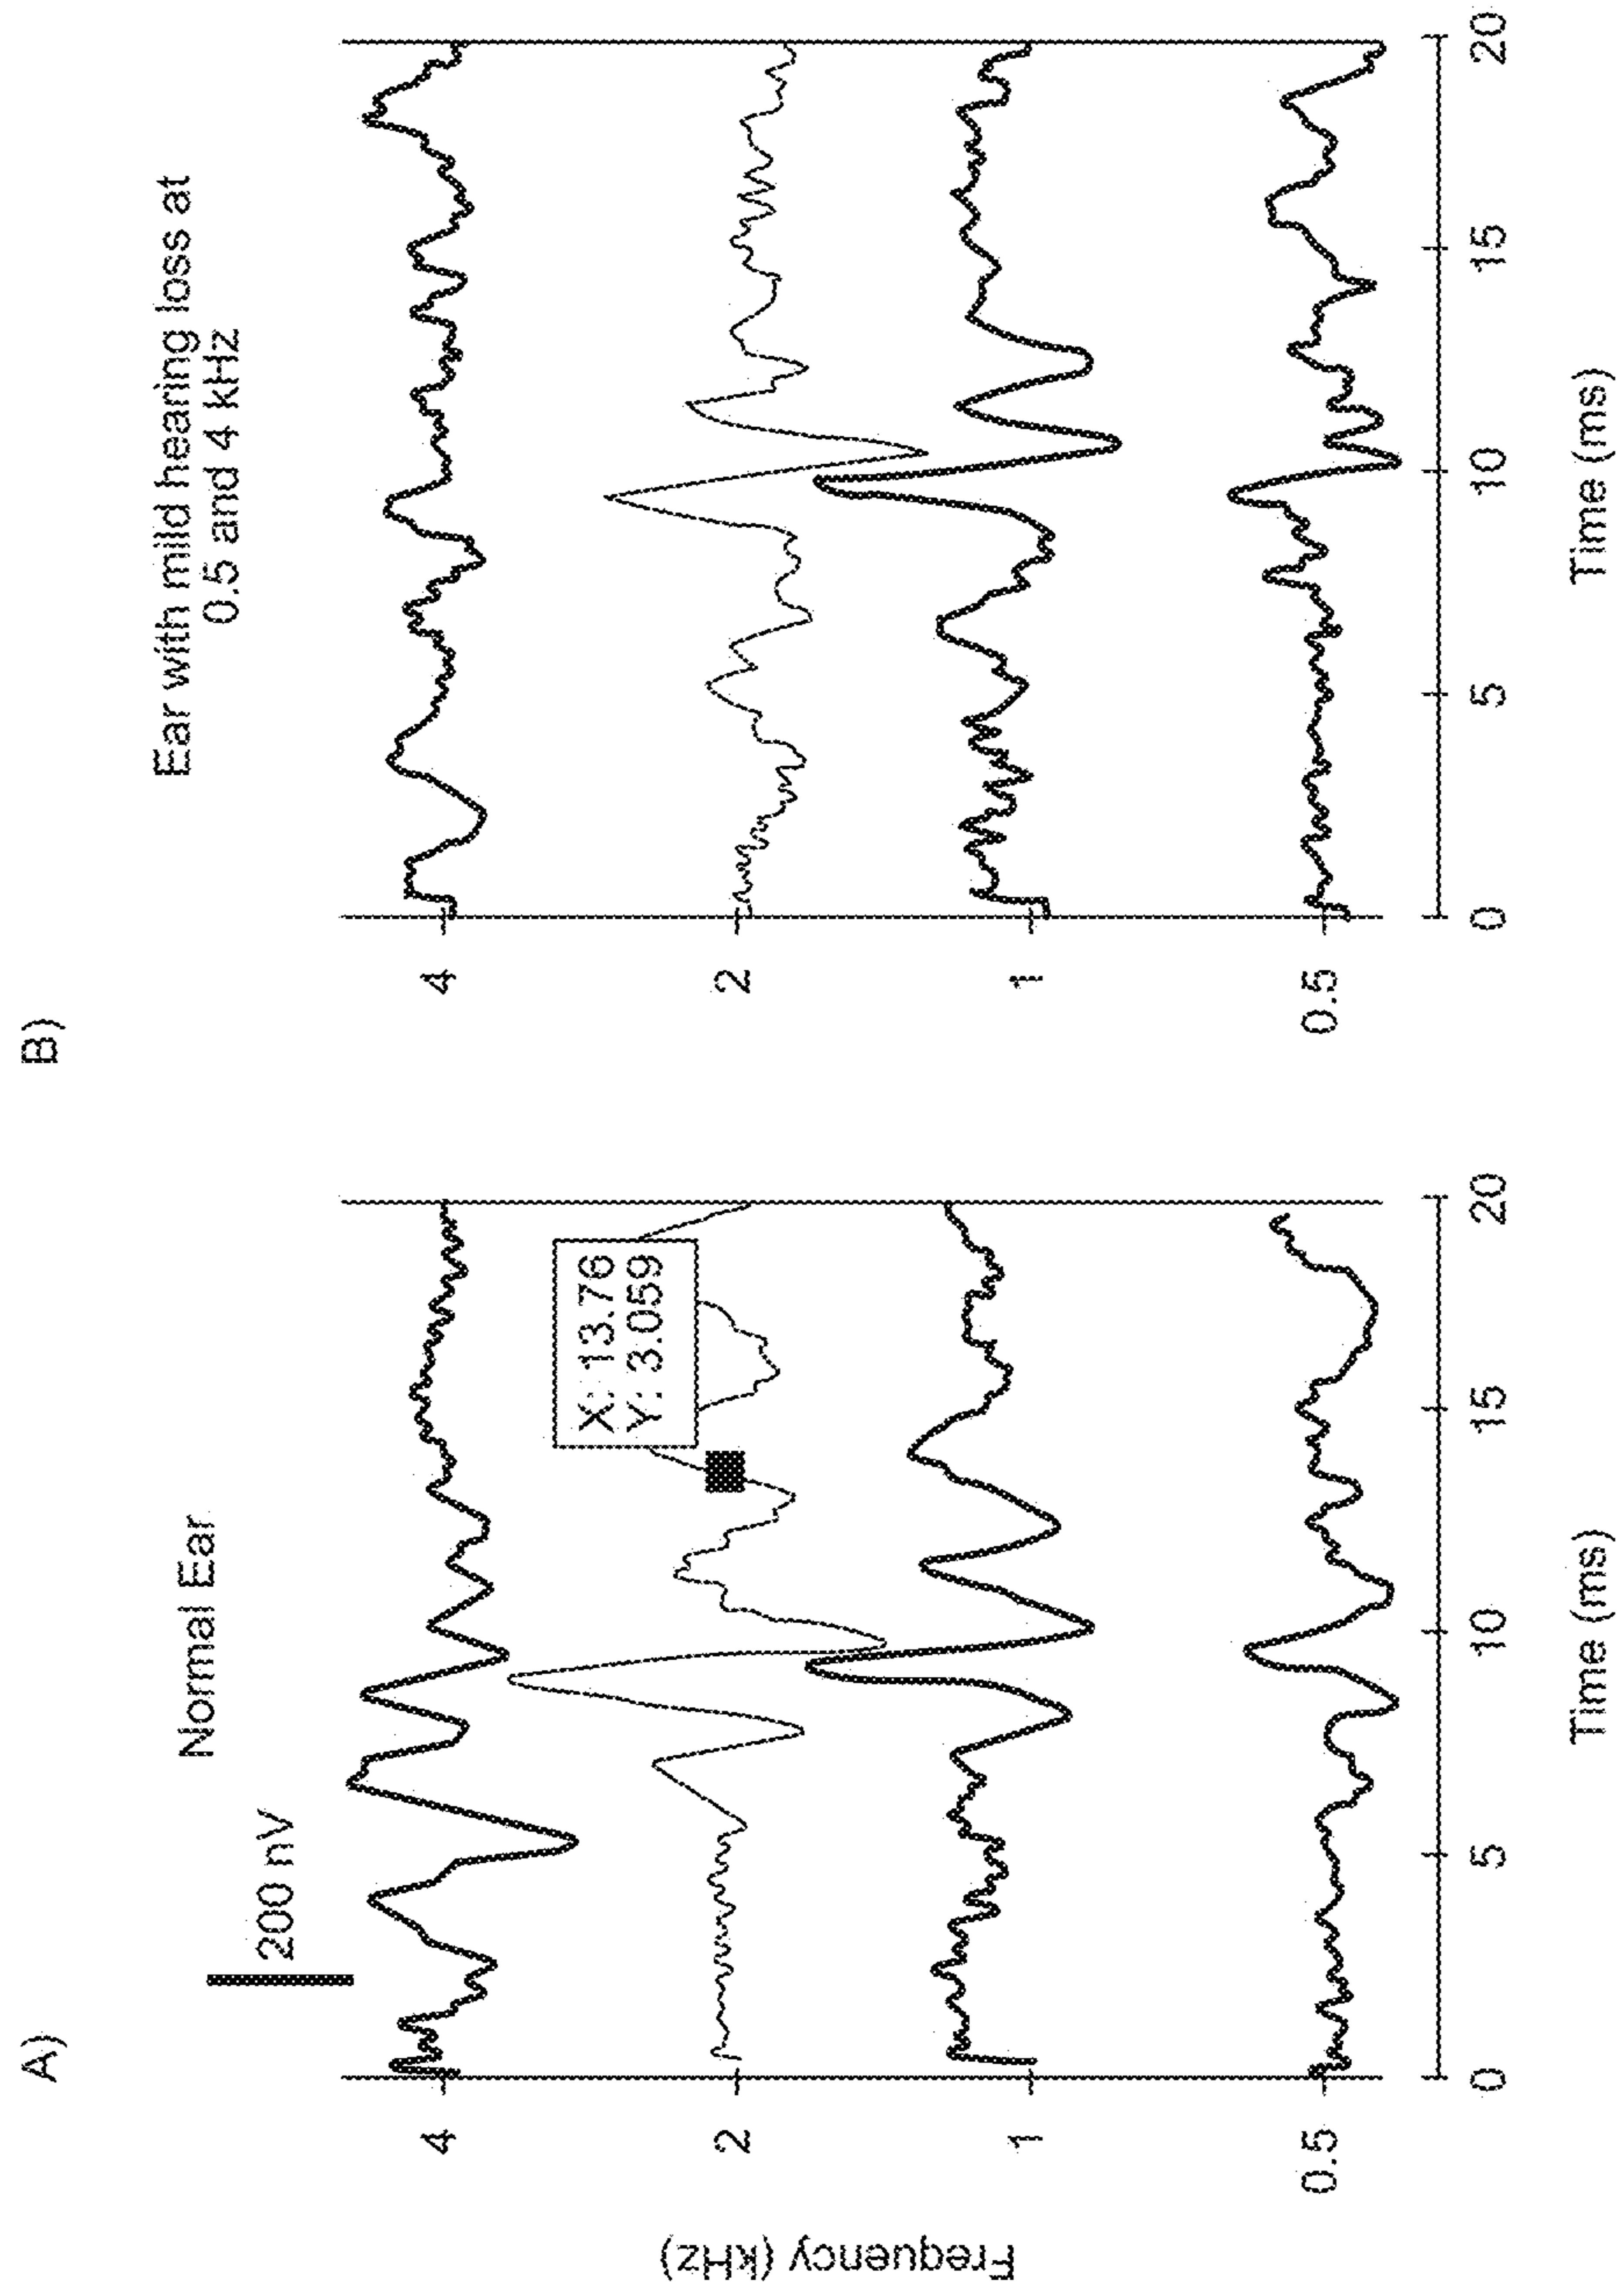 A)
Normal Ear
200 nV
X: 13.76
Y: 3.059
Frequency (kHz)
4
2
1
0.5
0 5 10 15 20
Time (ms)
B)
Ear with mild hearing loss at
0.5 and 4 kHz
4
2
1
0.5
0 5 10 15 20
Time (ms)